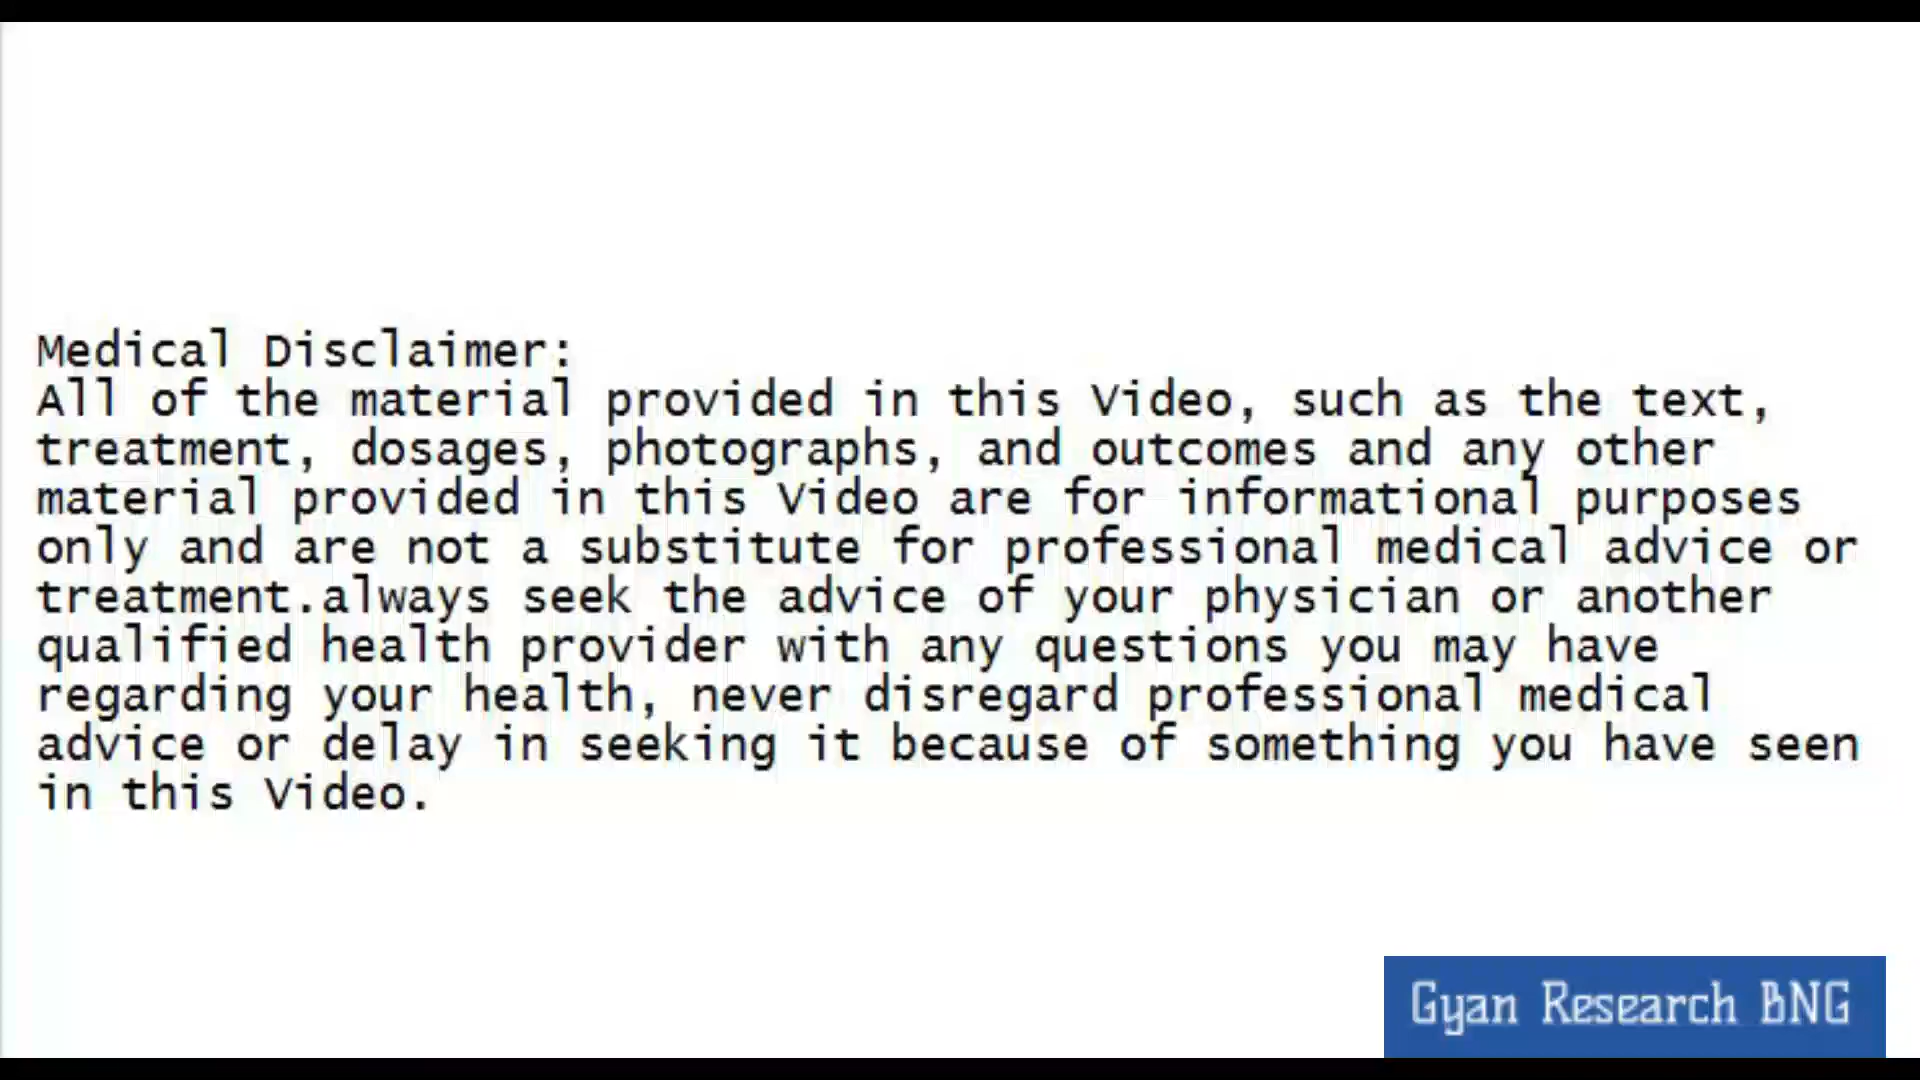 Medical Disclaimer:
All of the material provided in this Video, such as the text,
treatment, dosages, photographs, and outcomes and any other
material provided in this Video are for informational purposes
only and are not a substitute for professional medical advice or
treatment.always seek the advice of your physician or another
qualified health provider with any questions you may have
regarding your health, never disregard professional medical
advice or delay in seeking it because of something you have seen
in this Video.
Gyan Research BNG